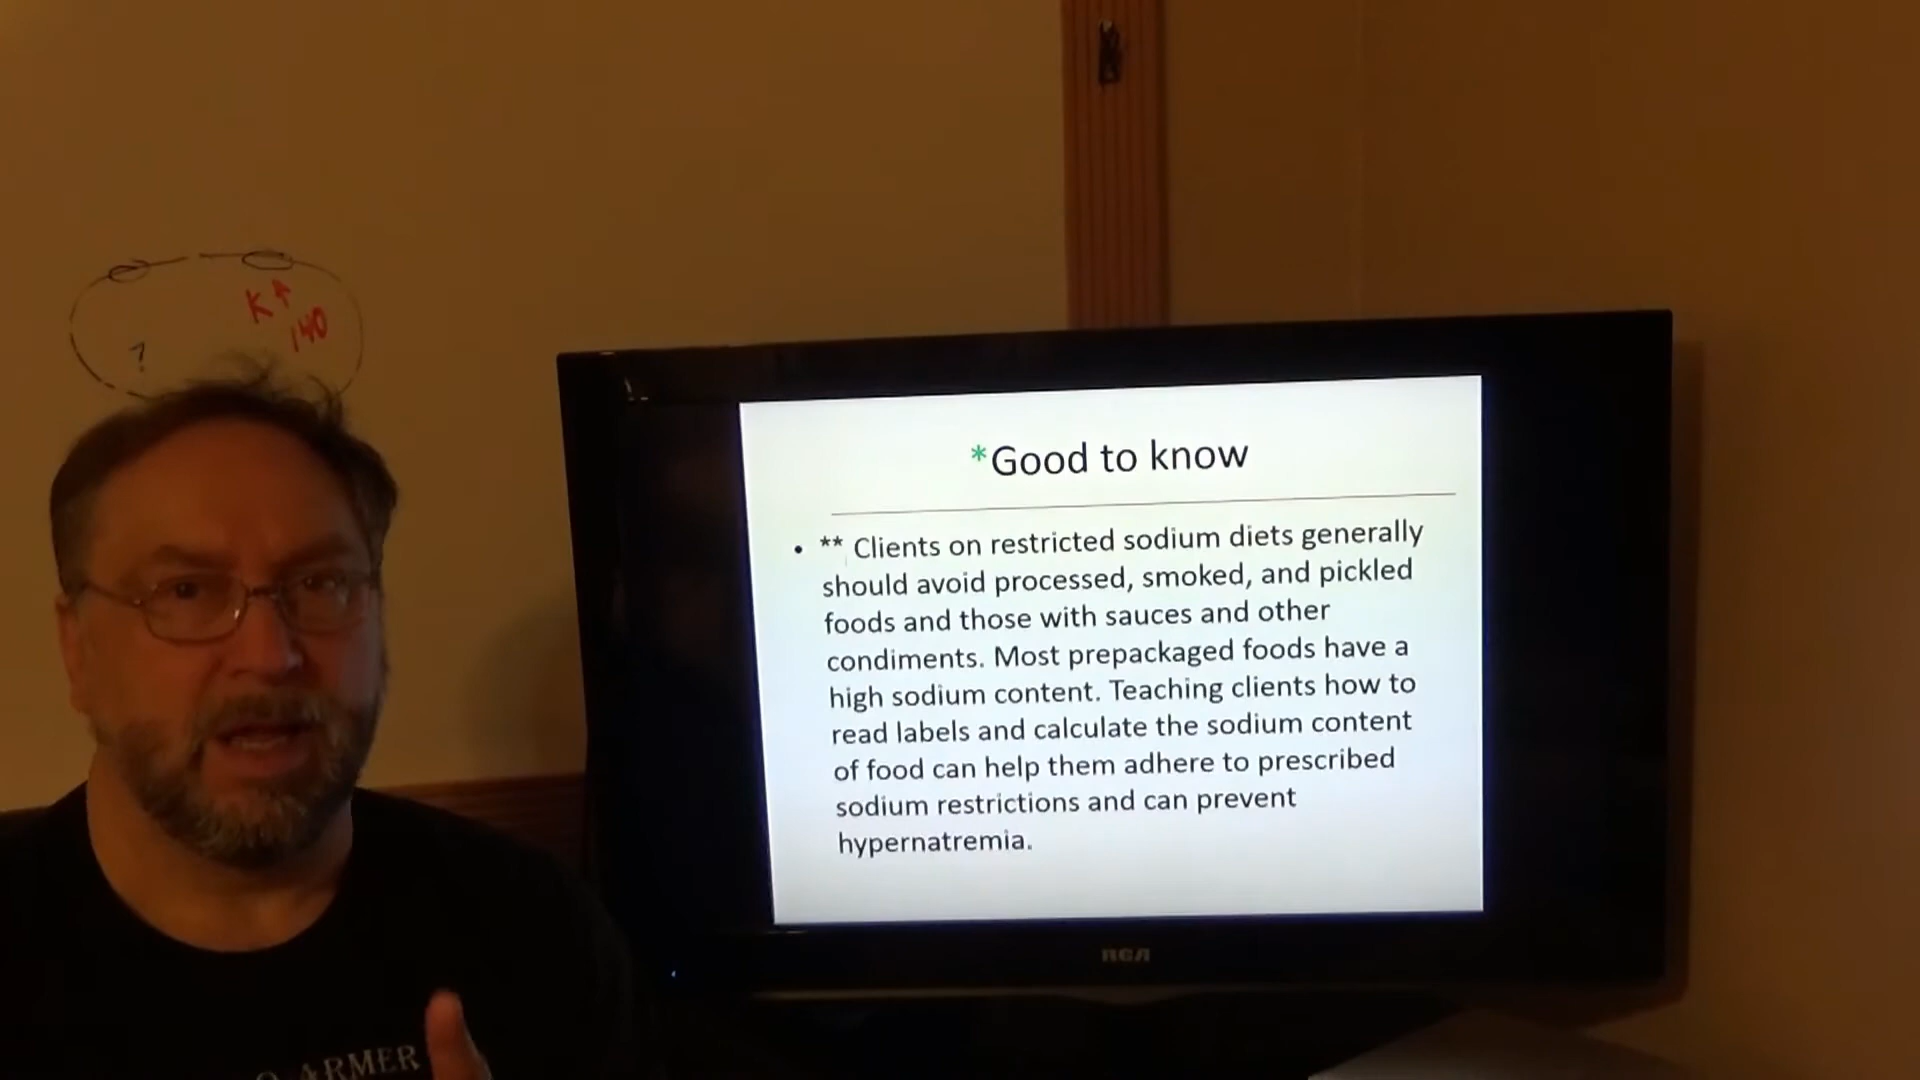 K↑
140
?
*Good to know
• ** Clients on restricted sodium diets generally
should avoid processed, smoked, and pickled
foods and those with sauces and other
condiments. Most prepackaged foods have a
high sodium content. Teaching clients how to
read labels and calculate the sodium content
of food can help them adhere to prescribed
sodium restrictions and can prevent
hypernatremia.
RCA
ARMER